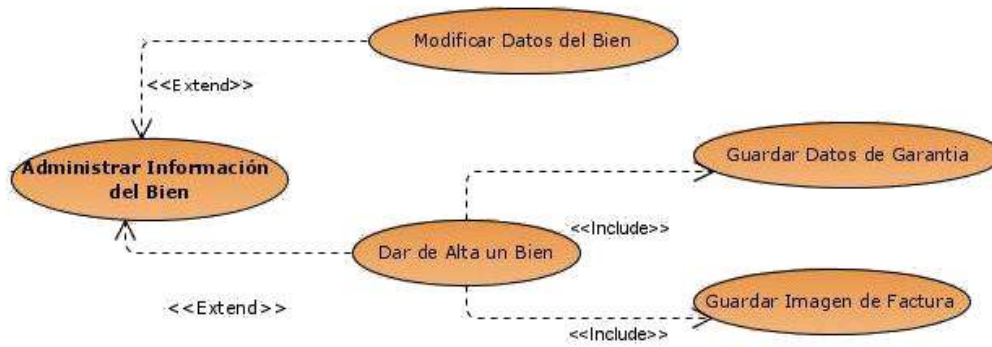 Modificar Datos del Bien
<<Extend>>
Administrar Información
del Bien
Guardar Datos de Garantia
<<Include>>
Dar de Alta un Bien
<<Extend>>
Guardar Imagen de Factura
<<Include>>